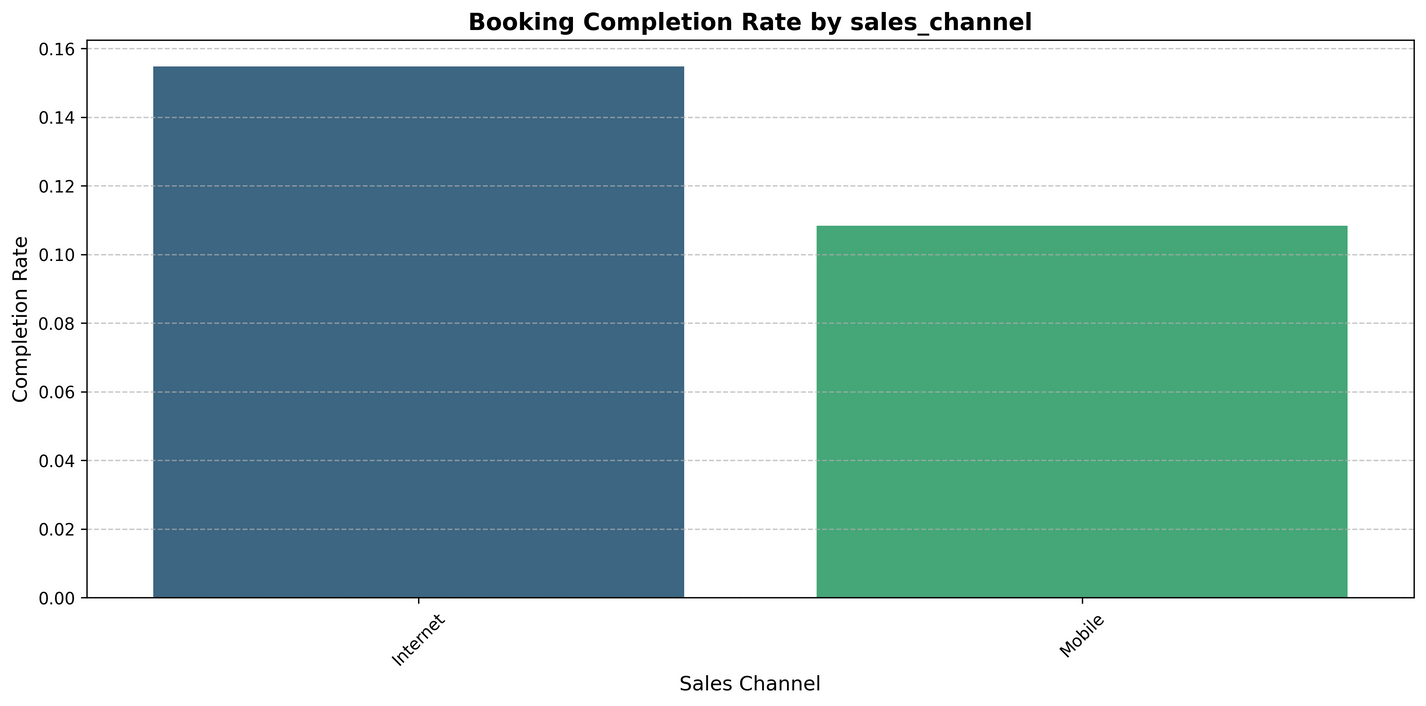 Booking Completion Rate by sales_channel
Completion Rate
0.16
0.14
0.12
0.10
0.08
0.06
0.04
0.02
0.00
Internet
Mobile
Sales Channel